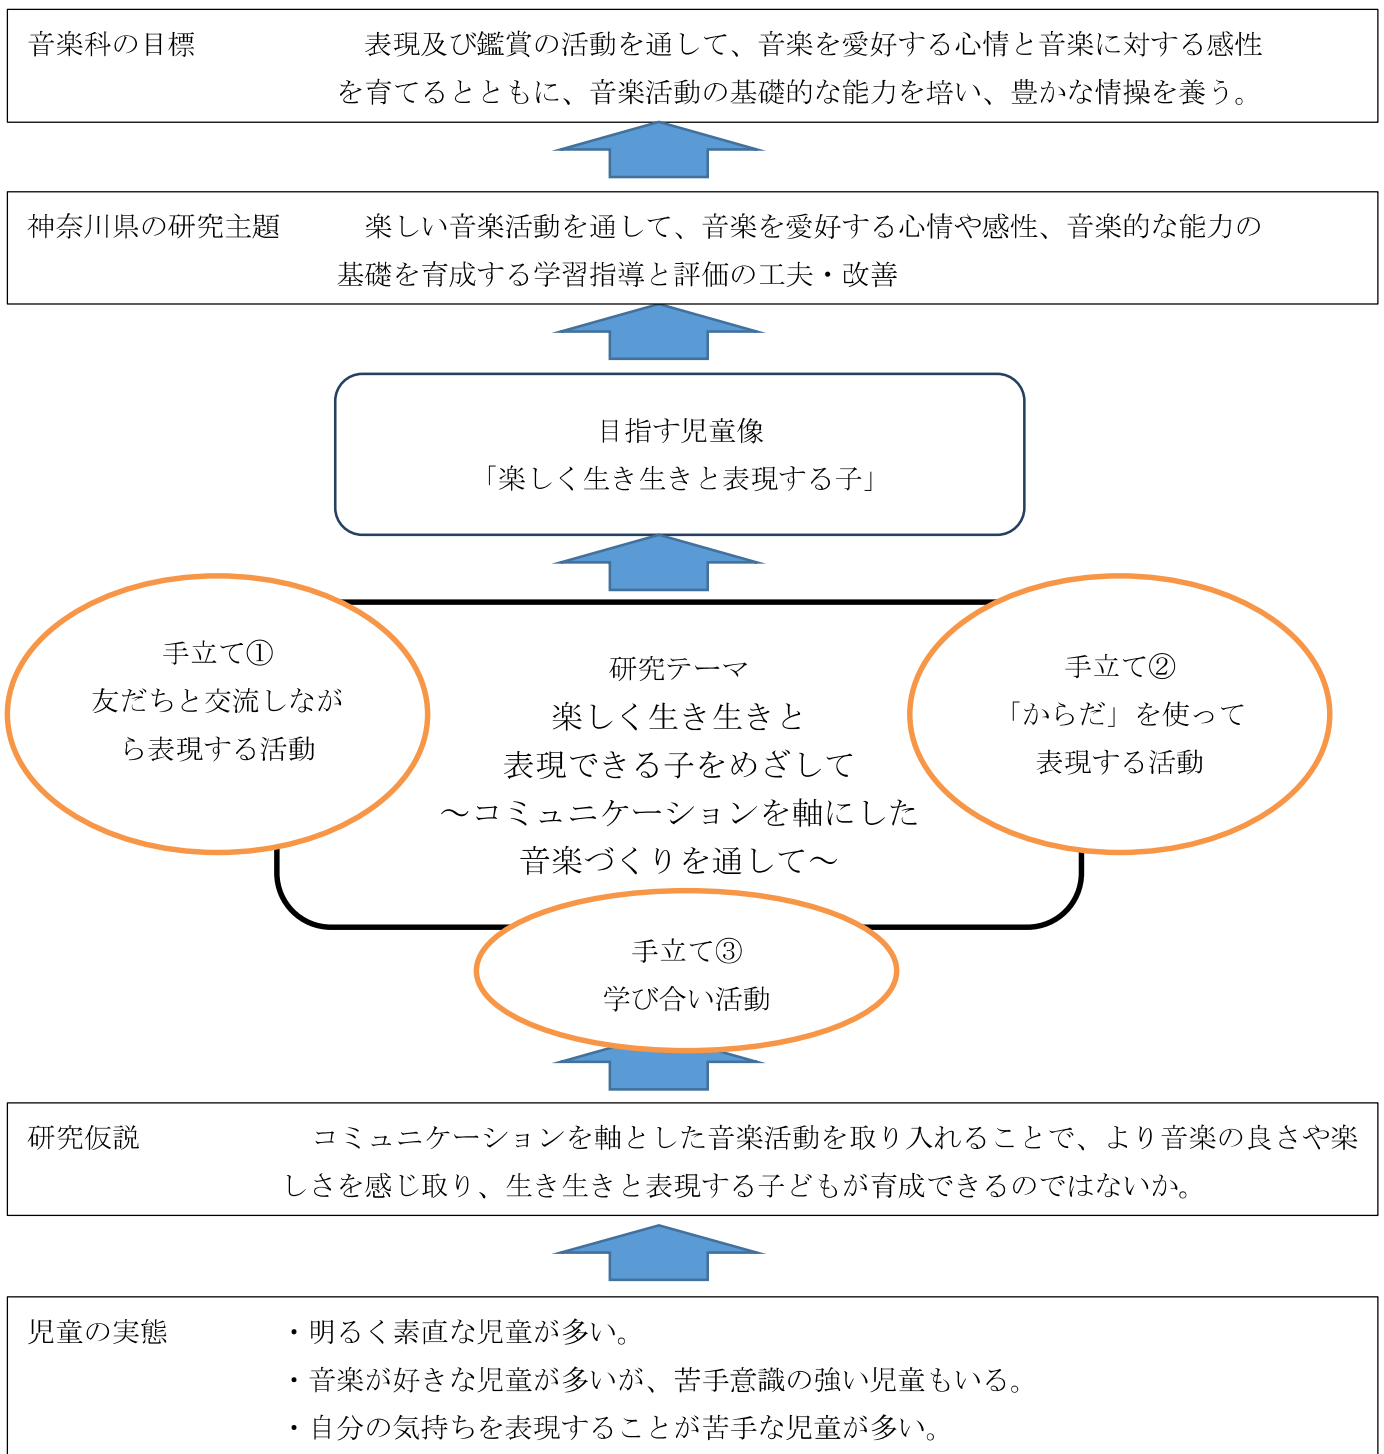 音楽科の目標　表現及び鑑賞の活動を通して、音楽を愛好する心情と音楽に対する感性
を育てるとともに、音楽活動の基礎的な能力を培い、豊かな情操を養う。
神奈川県の研究主題　楽しい音楽活動を通して、音楽を愛好する心情や感性、音楽的な能力の
基礎を育成する学習指導と評価の工夫・改善
目指す児童像
「楽しく生き生きと表現する子」
手立て①
友だちと交流しなが
ら表現する活動
研究テーマ
楽しく生き生きと
表現できる子をめざして
～コミュニケーションを軸にした
音楽づくりを通して～
手立て②
「からだ」を使って
表現する活動
手立て③
学び合い活動
研究仮説　コミュニケーションを軸とした音楽活動を取り入れることで、より音楽の良さや楽
しさを感じ取り、生き生きと表現する子どもが育成できるのではないか。
児童の実態　・明るく素直な児童が多い。
・音楽が好きな児童が多いが、苦手意識の強い児童もいる。
・自分の気持ちを表現することが苦手な児童が多い。